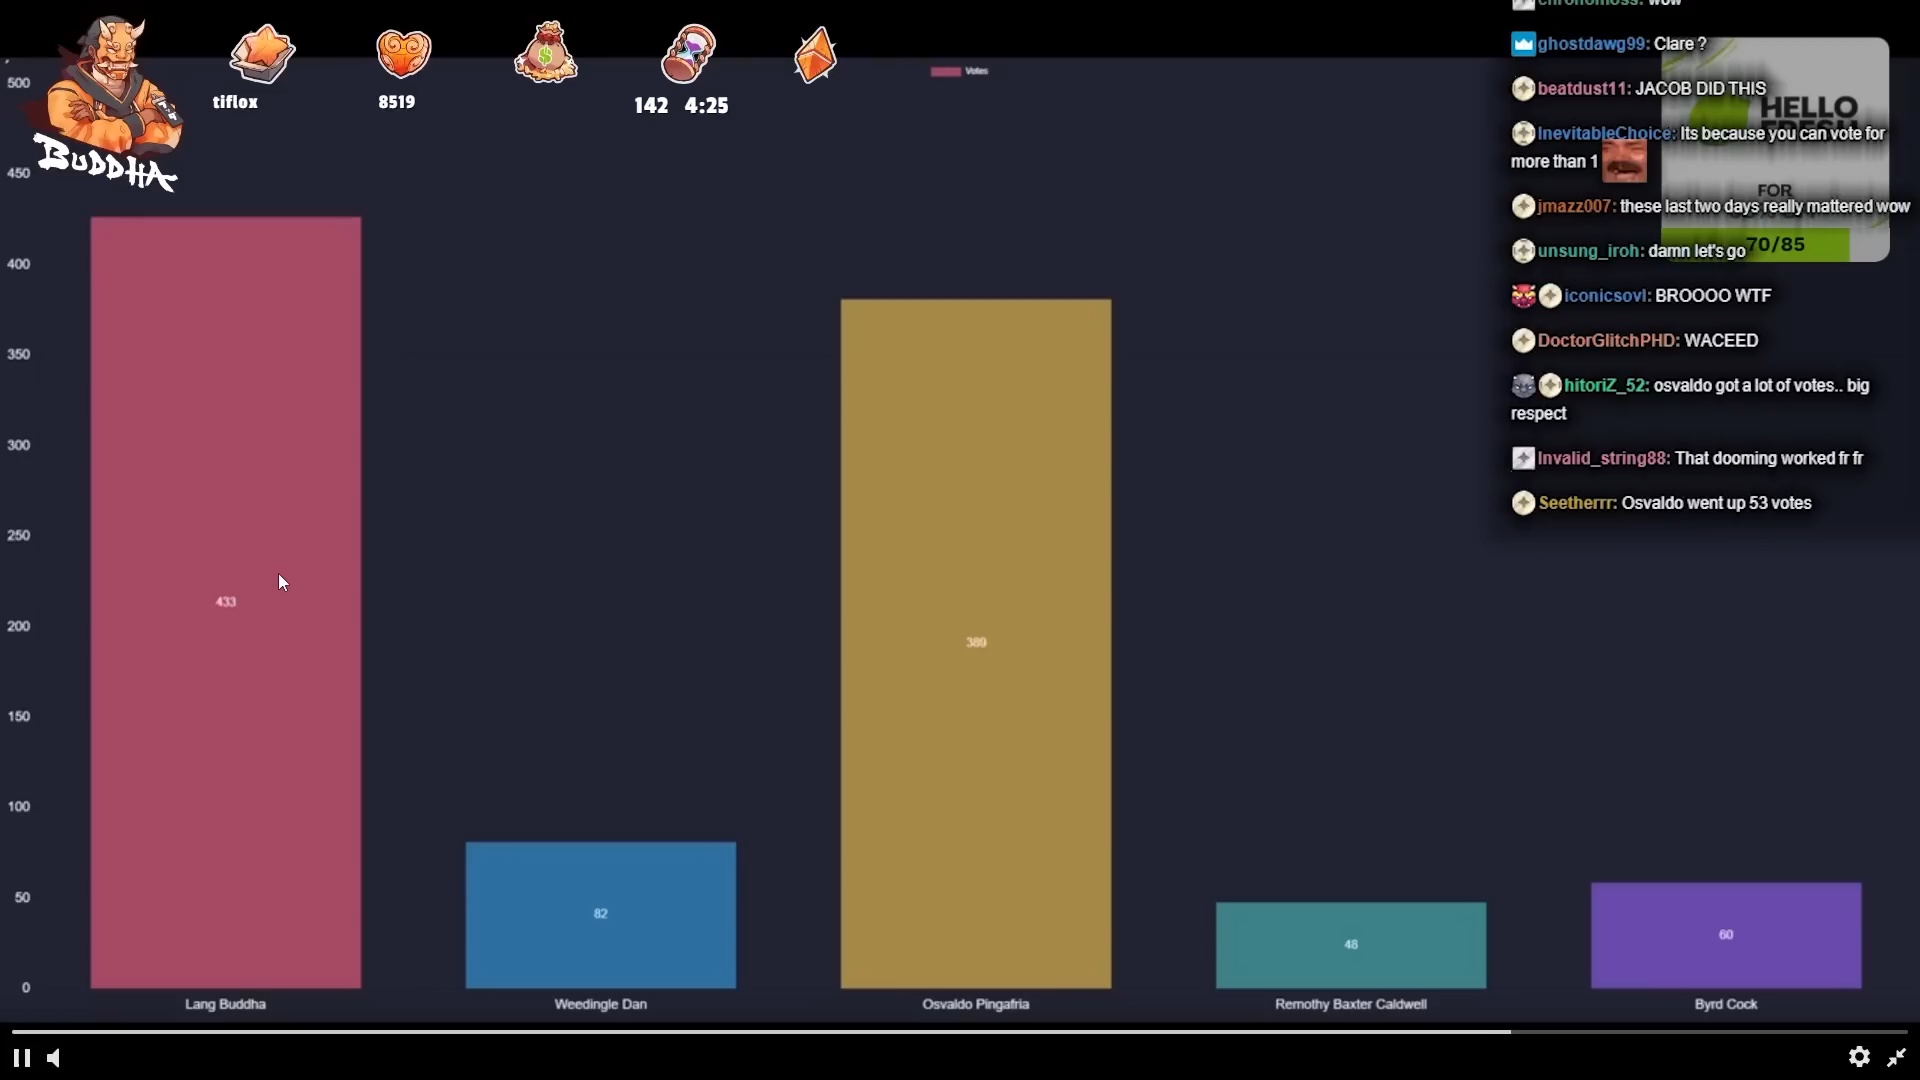 chronomoss: wow
BUDDHA
tiflox
8519
142 4:25
Votes
ghostdawg99: Clare ?
beatdust11: JACOB DID THIS
HELLO
FRESH
InevitableChoice: Its because you can vote for
more than 1
FOR
jmazz007: these last two days really mattered wow
70/85
unsung_iroh: damn let's go
iconicsovl: BROOOO WTF
DoctorGlitchPHD: WACEED
hitoriZ_52: osvaldo got a lot of votes.. big
respect
Invalid_string88: That dooming worked fr fr
Seetherrr: Osvaldo went up 53 votes
500
450
400
350
300
250
200
150
100
50
0
433
82
389
48
60
Lang Buddha
Weedingle Dan
Osvaldo Pingafria
Remothy Baxter Caldwell
Byrd Cock